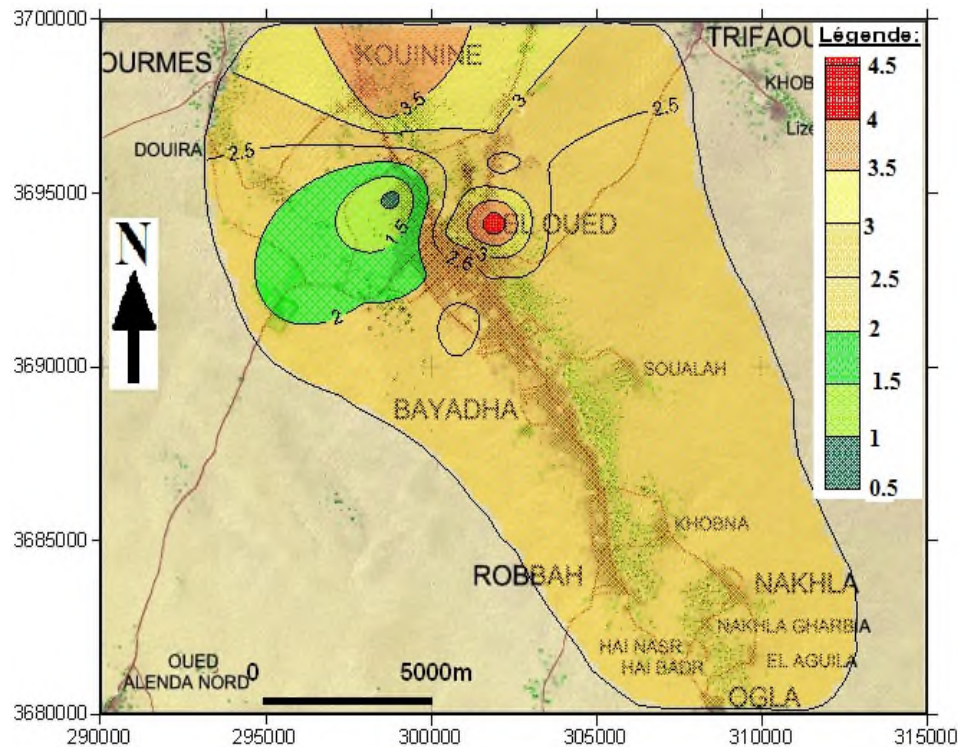 3700000
KOUININE
TRIFAOU
Légende:
OURMES
4.5
KHOB
3.5
3
4
Lize
2.5
3.5
DOUIRA
2.5
3695000
3
EL OUED
1.5
2.5
N
2.6
3
2
2
3690000
SOUALAH
1.5
BAYADHA
1
0.5
KHOBNA
3685000
ROBBAH
NAKHLA
NAKHLA GHARBIA
HAI NASR
EL AGUILA
HAI BADR
OUED
ALENDA NORD
0
5000m
OGLA
3680000
290000
295000
300000
305000
310000
315000